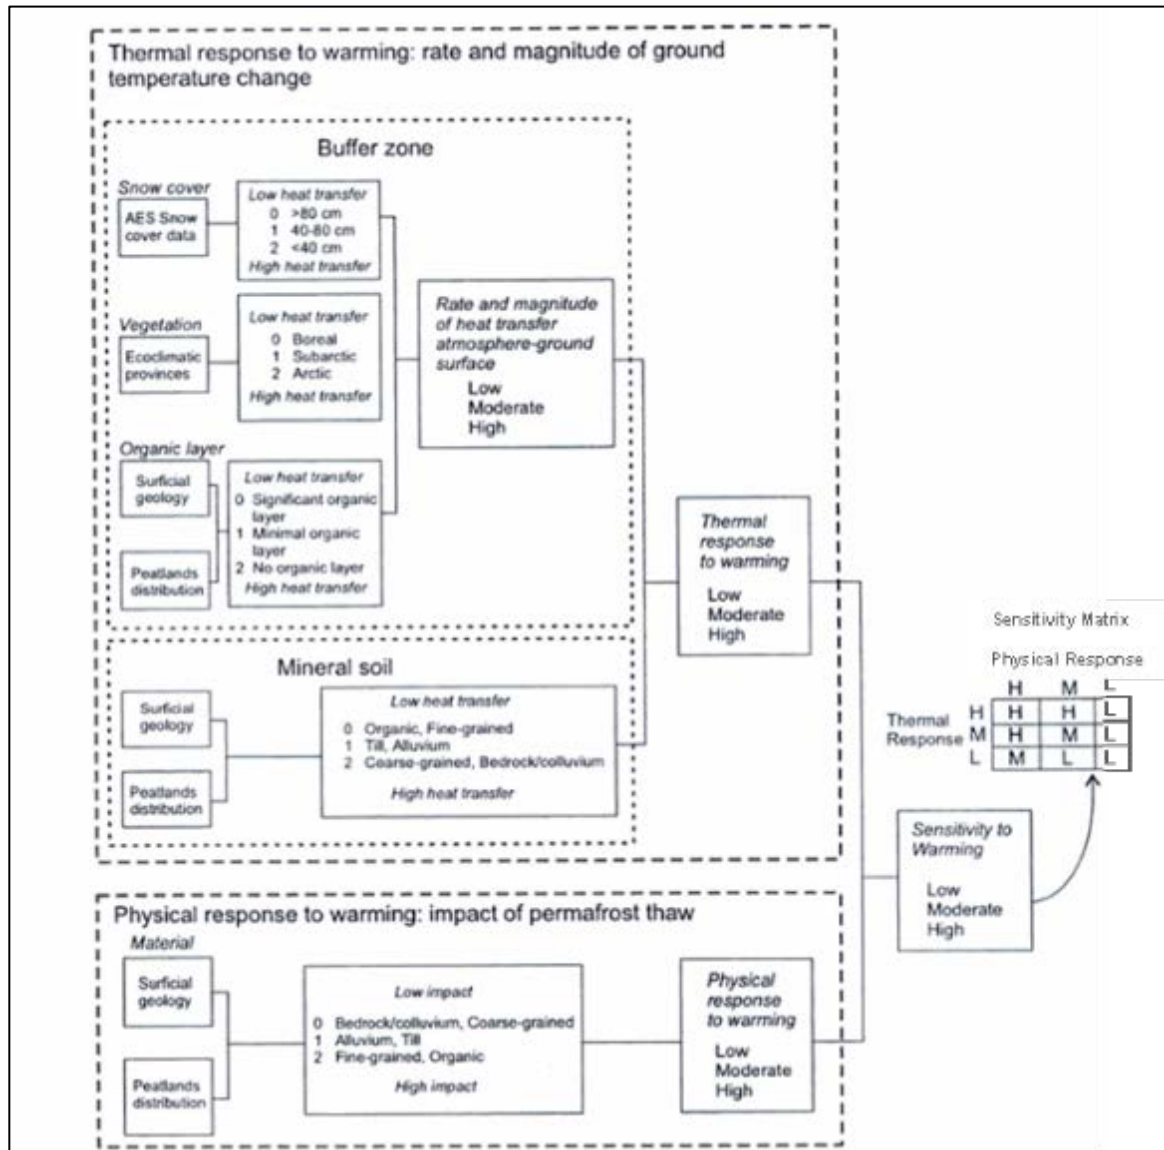 Thermal response to warming: rate and magnitude of ground
temperature change
Buffer zone
Snow cover
AES Snow
cover data
Low heat transfer
0 >80 cm
1 40-80 cm
2 <40 cm
High heat transfer
Vegetation
Ecoclimatic
provinces
Low heat transfer
0 Boreal
1 Subarctic
2 Arctic
High heat transfer
Organic layer
Surficial
geology
Peatlands
distribution
Low heat transfer
0 Significant organic
layer
1 Minimal organic
layer
2 No organic layer
High heat transfer
Rate and magnitude
of heat transfer
atmosphere-ground
surface
Low
Moderate
High
Mineral soil
Surficial
geology
Peatlands
distribution
Low heat transfer
0 Organic, Fine-grained
1 Till, Alluvium
2 Coarse-grained, Bedrock/colluvium
High heat transfer
Thermal
response
to warming
Low
Moderate
High
Physical response to warming: impact of permafrost thaw
Material
Surficial
geology
Peatlands
distribution
Low impact
0 Bedrock/colluvium, Coarse-grained
1 Alluvium, Till
2 Fine-grained, Organic
High impact
Physical
response
to warming
Low
Moderate
High
Sensitivity to
Warming
Low
Moderate
High
Sensitivity Matrix
Physical Response
H M L
Thermal
Response
H H H L
M H M L
L M L L